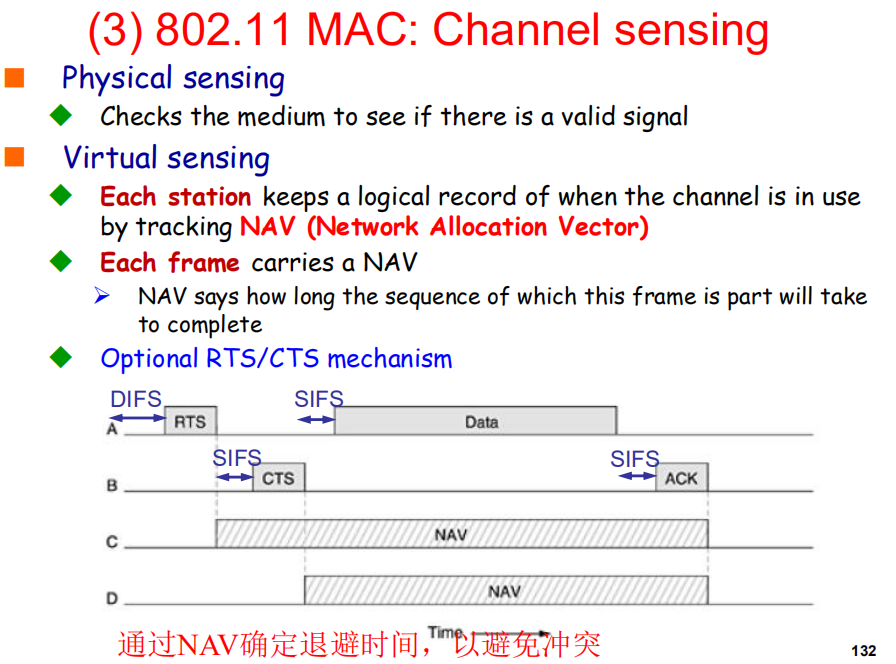 (3) 802.11 MAC: Channel sensing
Physical sensing
Checks the medium to see if there is a valid signal
Virtual sensing
Each station keeps a logical record of when the channel is in use
by tracking NAV (Network Allocation Vector)
Each frame carries a NAV
NAV says how long the sequence of which this frame is part will take
to complete
Optional RTS/CTS mechanism
DIFS SIFS
A RTS Data
SIFS SIFS
B CTS ACK
C NAV
D NAV
Time
通过NAV确定退避时间，以避免冲突
132